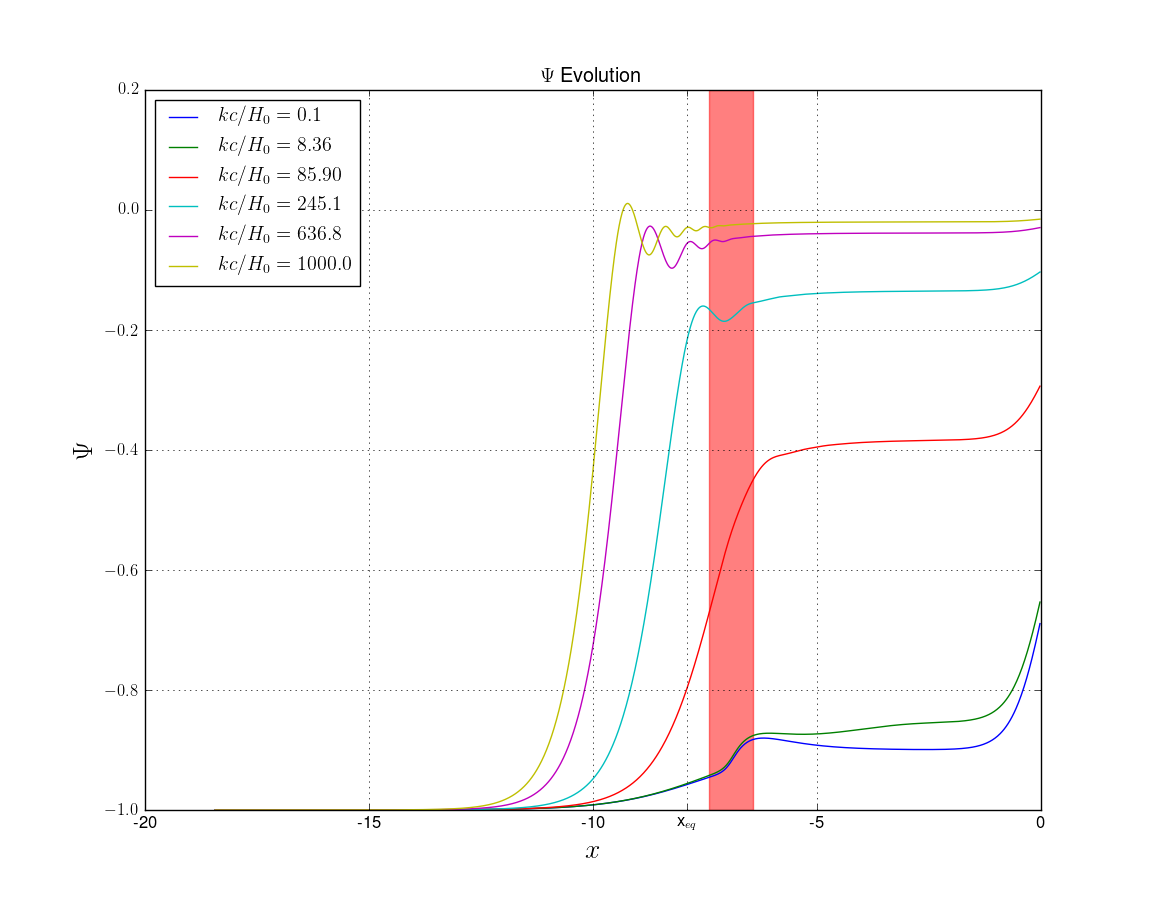 Ψ Evolution
0.2
0.0
−0.2
−0.4
−0.6
−0.8
−1.0
Ψ
kc/H₀ = 0.1
kc/H₀ = 8.36
kc/H₀ = 85.90
kc/H₀ = 245.1
kc/H₀ = 636.8
kc/H₀ = 1000.0
-20 -15 -10 x_eq -5 0
x